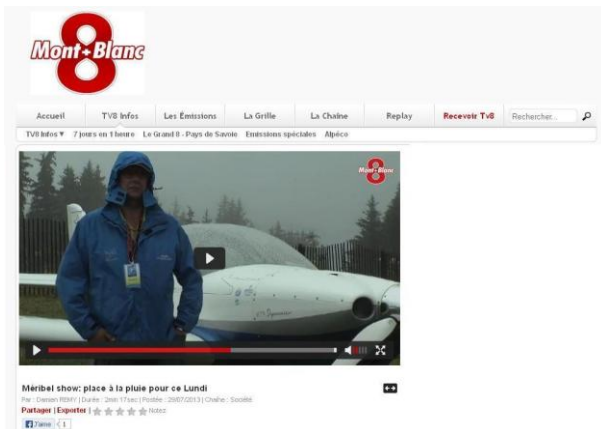 8
Mont+Blanc
Accueil TV8 Infos Les Émissions La Grille La Chaîne Replay Recevoir Tv8 Rechercher...
TV8 Infos ▼ 7 jours en 1 heure Le Grand 8 - Pays de Savoie Emissions spéciales Alpéco
8
Mont+Blanc
Méribel show: place à la pluie pour ce Lundi
Par : Damien REMY | Durée : 2min 17sec | Postée : 29/07/2013 | Chaîne : Société
Partager | Exporter | Notez
J'aime 1